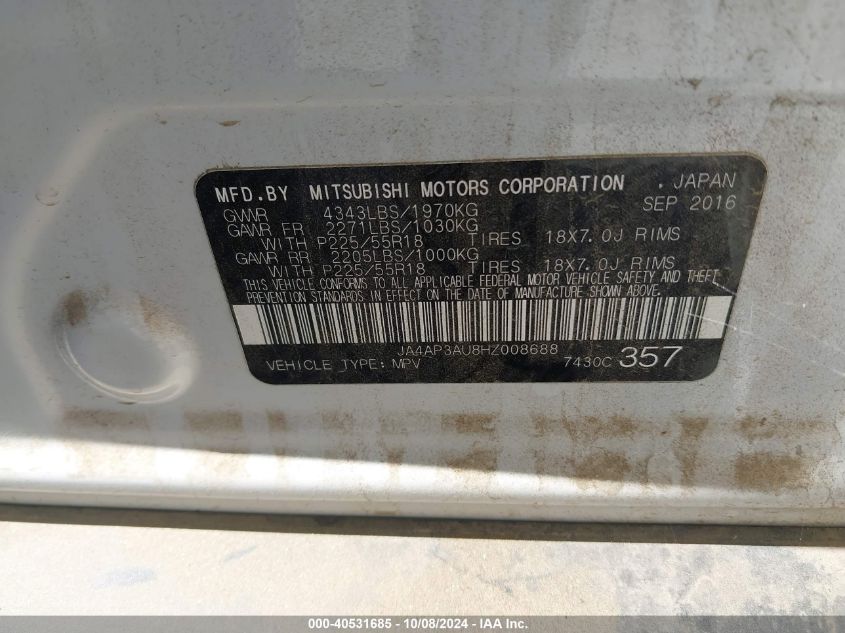 MFD.BY MITSUBISHI MOTORS CORPORATION . JAPAN
GVWR 4343LBS/1970KG SEP 2016
GAWR FR 2271LBS/1030KG
WITH P225/55R18 TIRES 18X7.0J RIMS
GAWR RR 2205LBS/1000KG
WITH P225/55R18 TIRES 18X7.0J RIMS
THIS VEHICLE CONFORMS TO ALL APPLICABLE FEDERAL MOTOR VEHICLE SAFETY AND THEFT
PREVENTION STANDARDS IN EFFECT ON THE DATE OF MANUFACTURE SHOWN ABOVE.
JA4AP3AU8HZ008688
VEHICLE TYPE: MPV 7430C 357
000-40531685 - 10/08/2024 - IAA Inc.